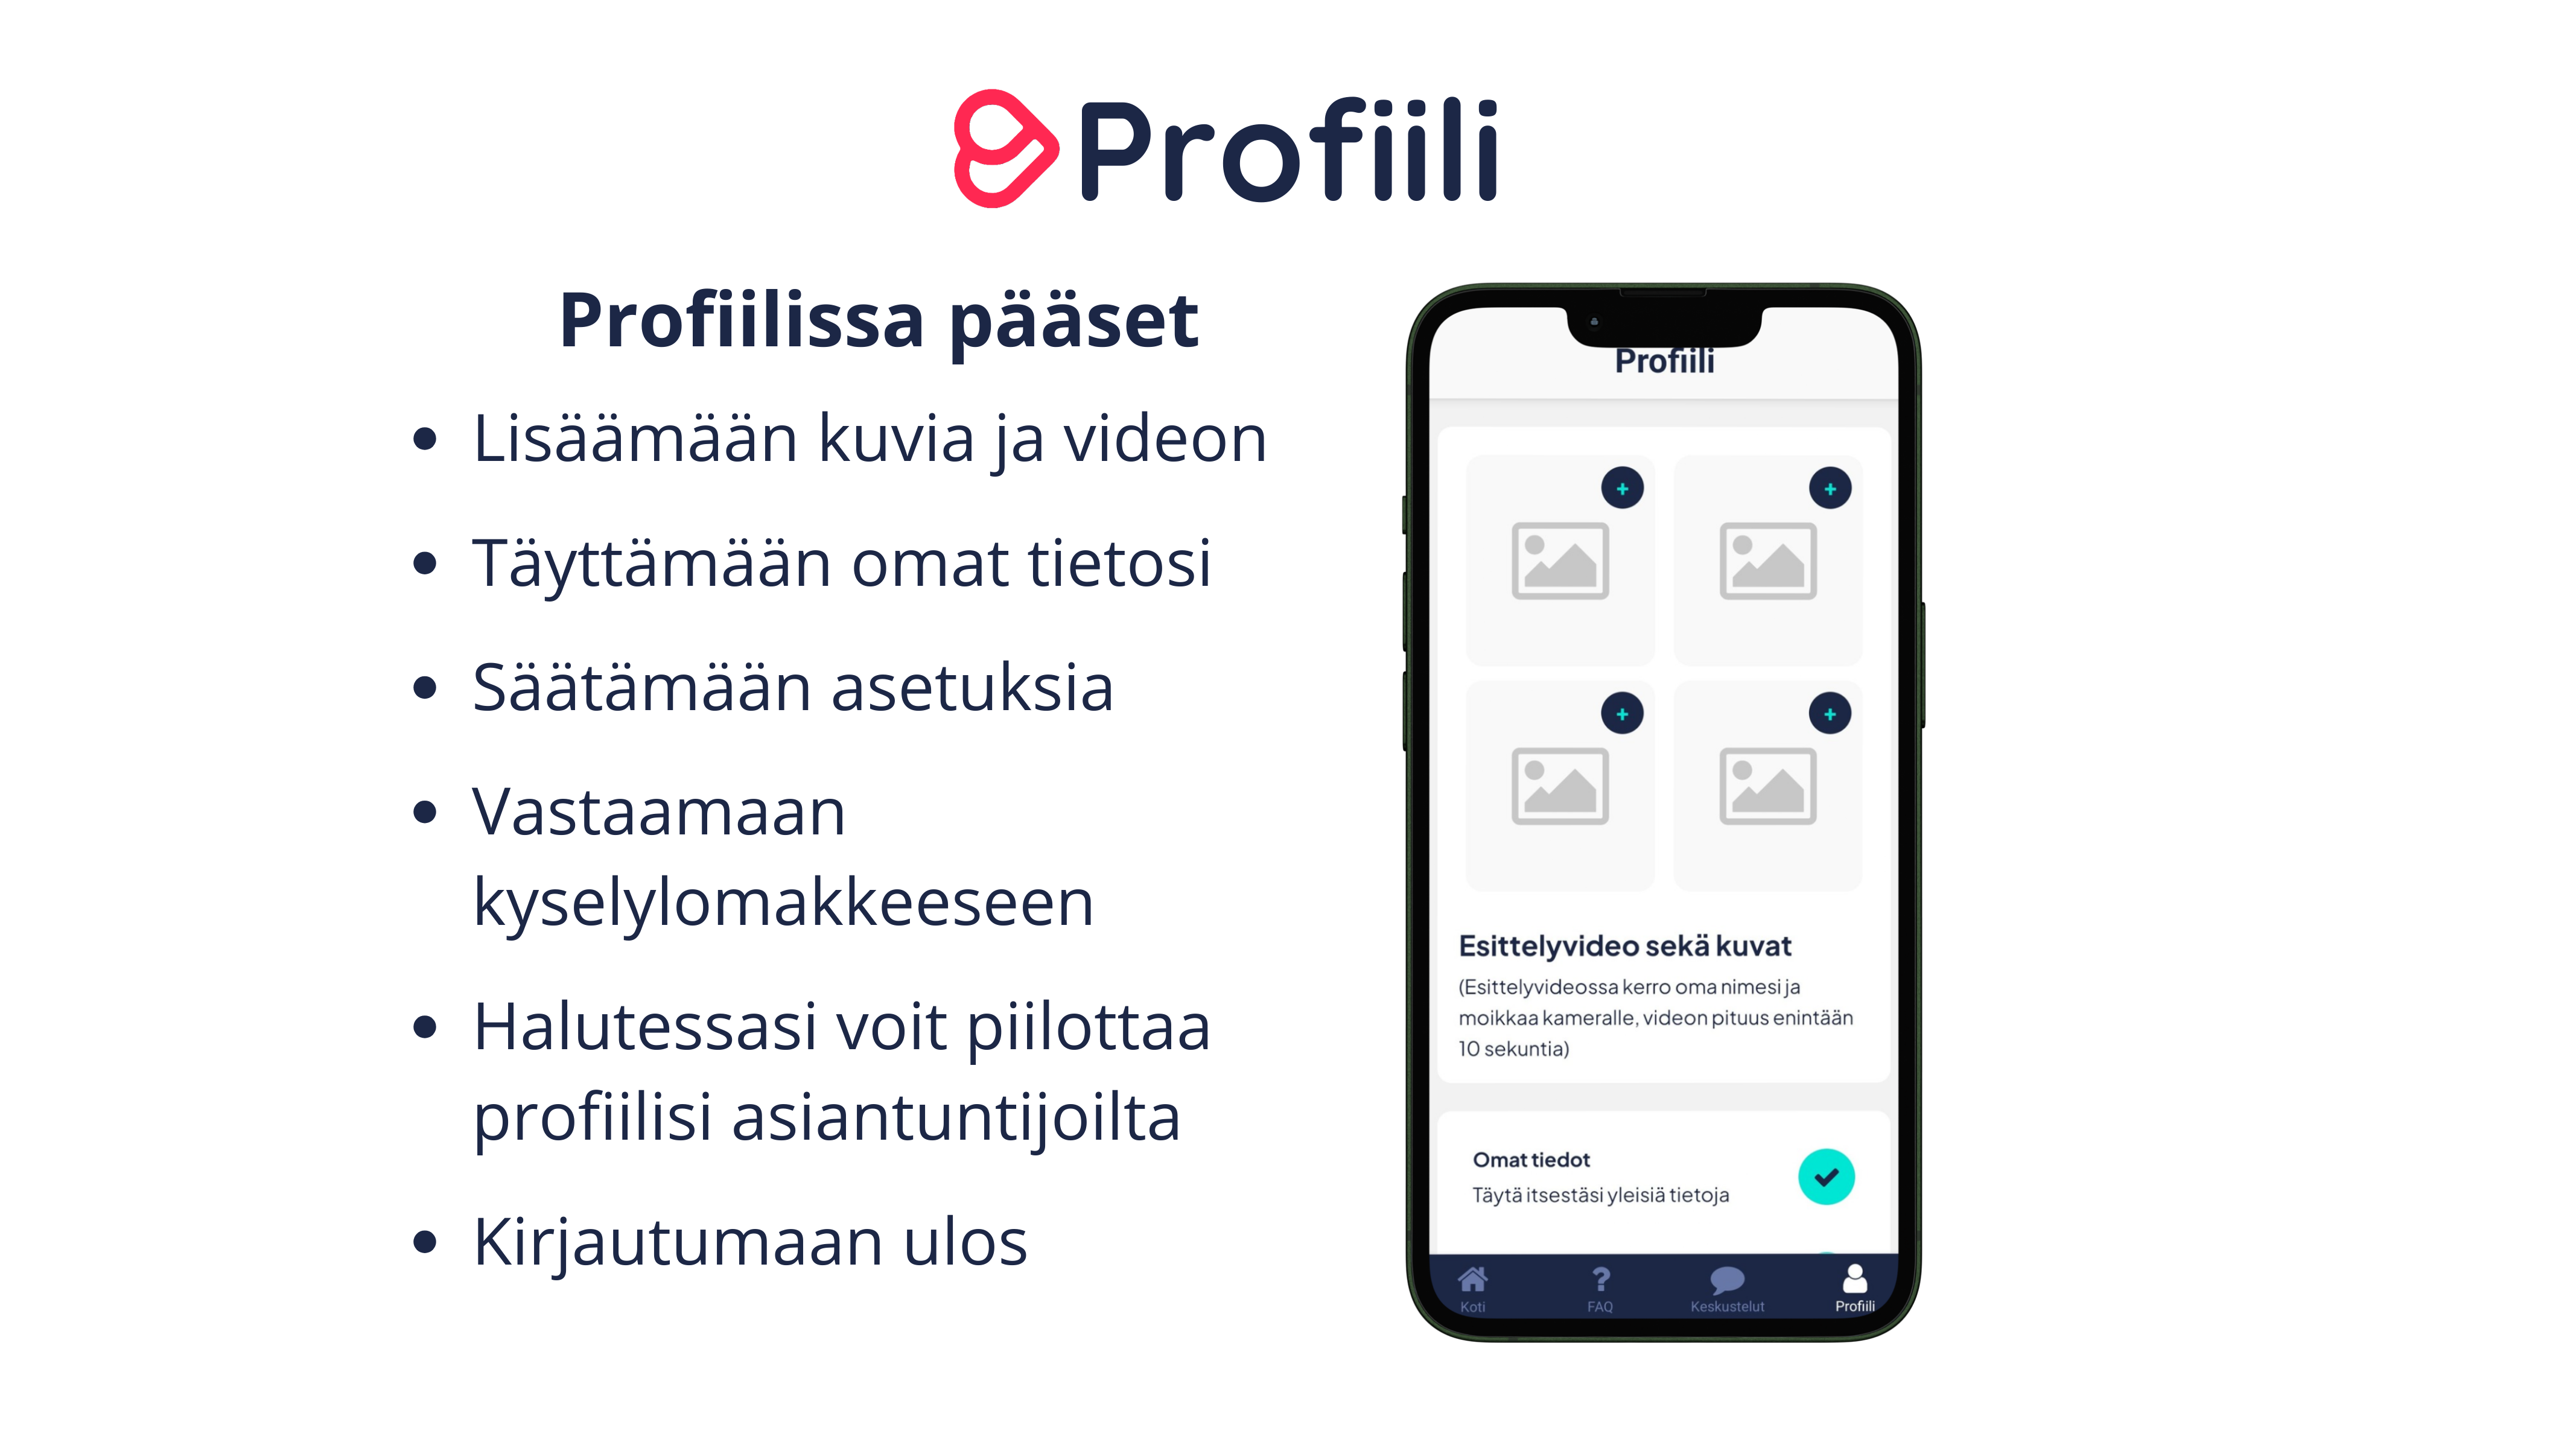 Profiili
Profiilissa pääset
• Lisäämään kuvia ja videon
• Täyttämään omat tietosi
• Säätämään asetuksia
• Vastaamaan
kyselylomakkeeseen
• Halutessasi voit piilottaa
profiilisi asiantuntijoilta
• Kirjautumaan ulos
Profiili
Esittelyvideo sekä kuvat
(Esittelyvideossa kerro oma nimesi ja
moikkaa kameralle, videon pituus enintään
10 sekuntia)
Omat tiedot
Täytä itsestäsi yleisiä tietoja
Koti
FAQ
Keskustelut
Profiili